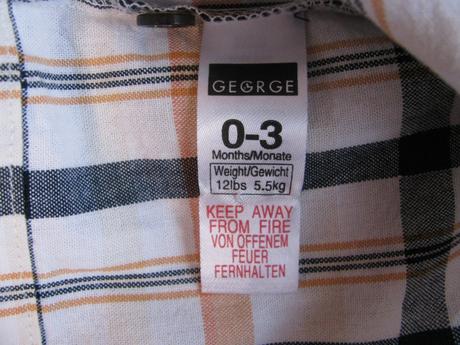 GEORGE
0-3
Months/Monate
Weight/Gewicht
12lbs 5.5kg
KEEP AWAY
FROM FIRE
VON OFFENEM
FEUER
FERNHALTEN